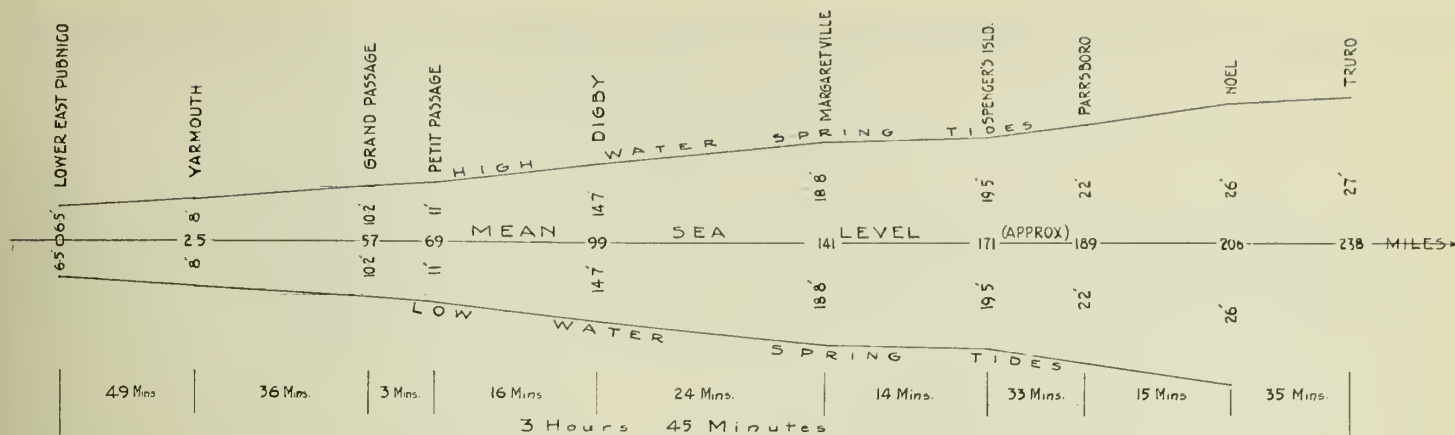 LOWER EAST PUBNIGO
YARMOUTH
GRAND PASSAGE
PETIT PASSAGE
DIGBY
MARGARETVILLE
SPENGER'S ISLD.
PARRSBORO
NOEL
TRURO
HIGH WATER SPRING TIDES
6.5' 8' 10.2' 11' 14.7' 18.8' 19.5' 22' 26' 27'
0 25 57 69 MEAN 99 SEA 141 LEVEL 171 (APPROX) 189 206 238 MILES
6.5' 8' 10.2' 11' 14.7' 18.8' 19.5' 22' 26'
LOW WATER SPRING TIDES
49 Mins 36 Mins. 3 Mins. 16 Mins 24 Mins. 14 Mins. 33 Mins. 15 Mins 35 Mins.
3 Hours 45 Minutes